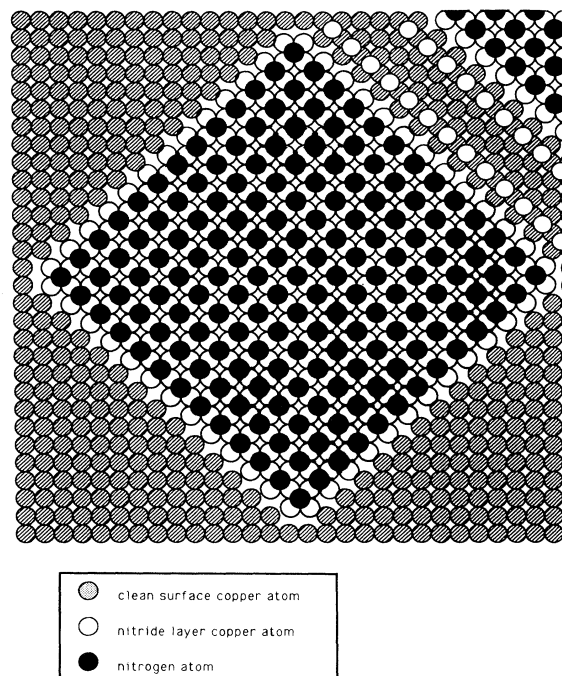 clean surface copper atom
nitride layer copper atom
nitrogen atom